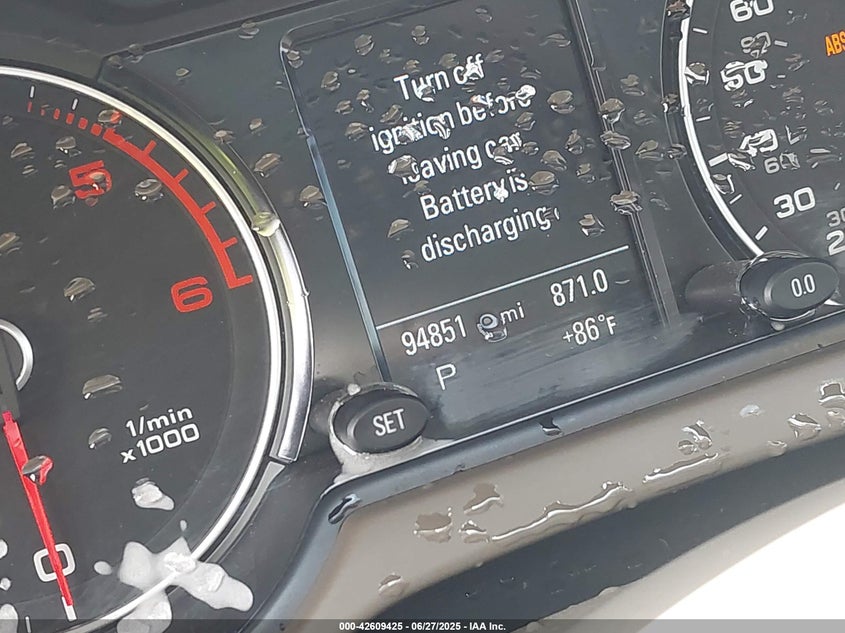 Turn off
ignition before
leaving car
Battery is
discharging
94851 mi 871.0
P +86°F
SET
0.0
5
6
1/min
x1000
0
60
50
30
ABS
000-42609425 - 06/27/2025 - IAA Inc.